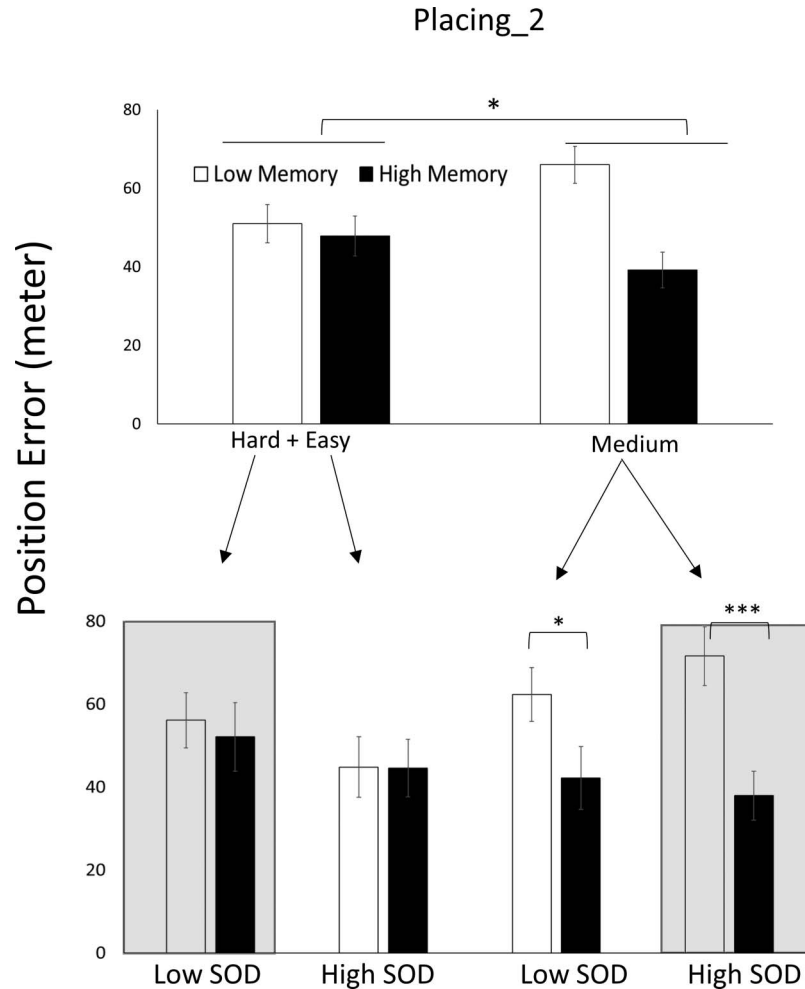 Placing_2
Position Error (meter)
80
60
40
20
0
*
Low Memory High Memory
Hard + Easy Medium
80
60
40
20
0
* ***
Low SOD High SOD Low SOD High SOD